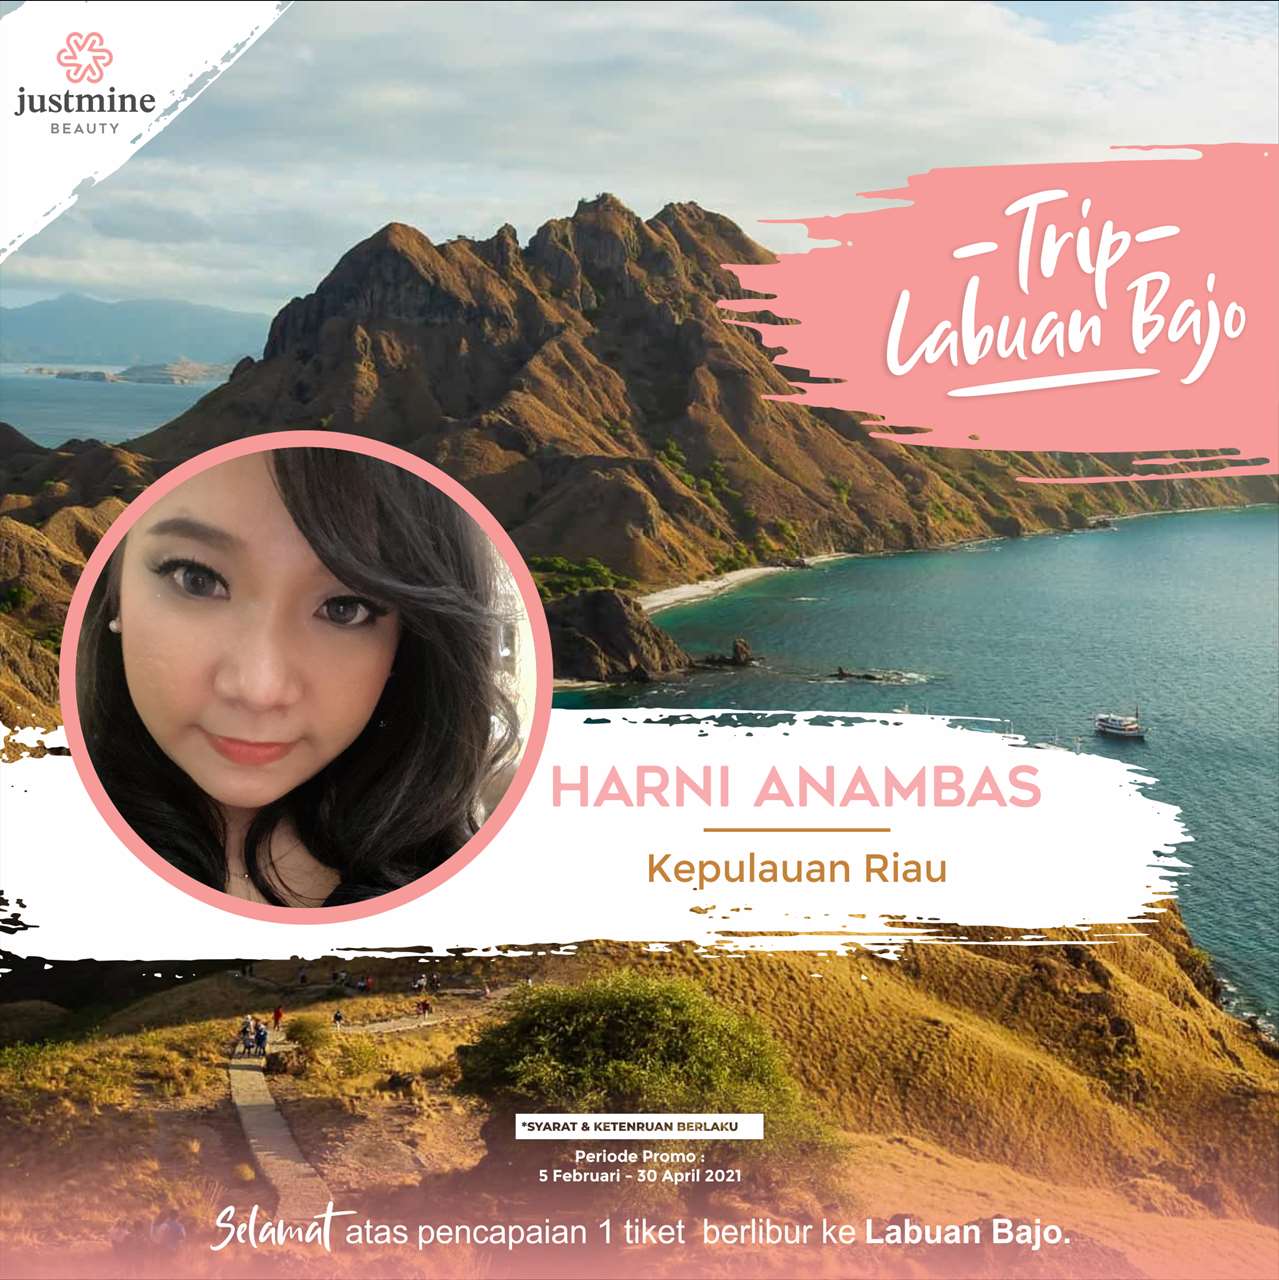 justmine
BEAUTY
-Trip-
Labuan Bajo
HARNI ANAMBAS
Kepulauan Riau
*SYARAT & KETENRUAN BERLAKU
Periode Promo :
5 Februari - 30 April 2021
Selamat atas pencapaian 1 tiket berlibur ke Labuan Bajo.